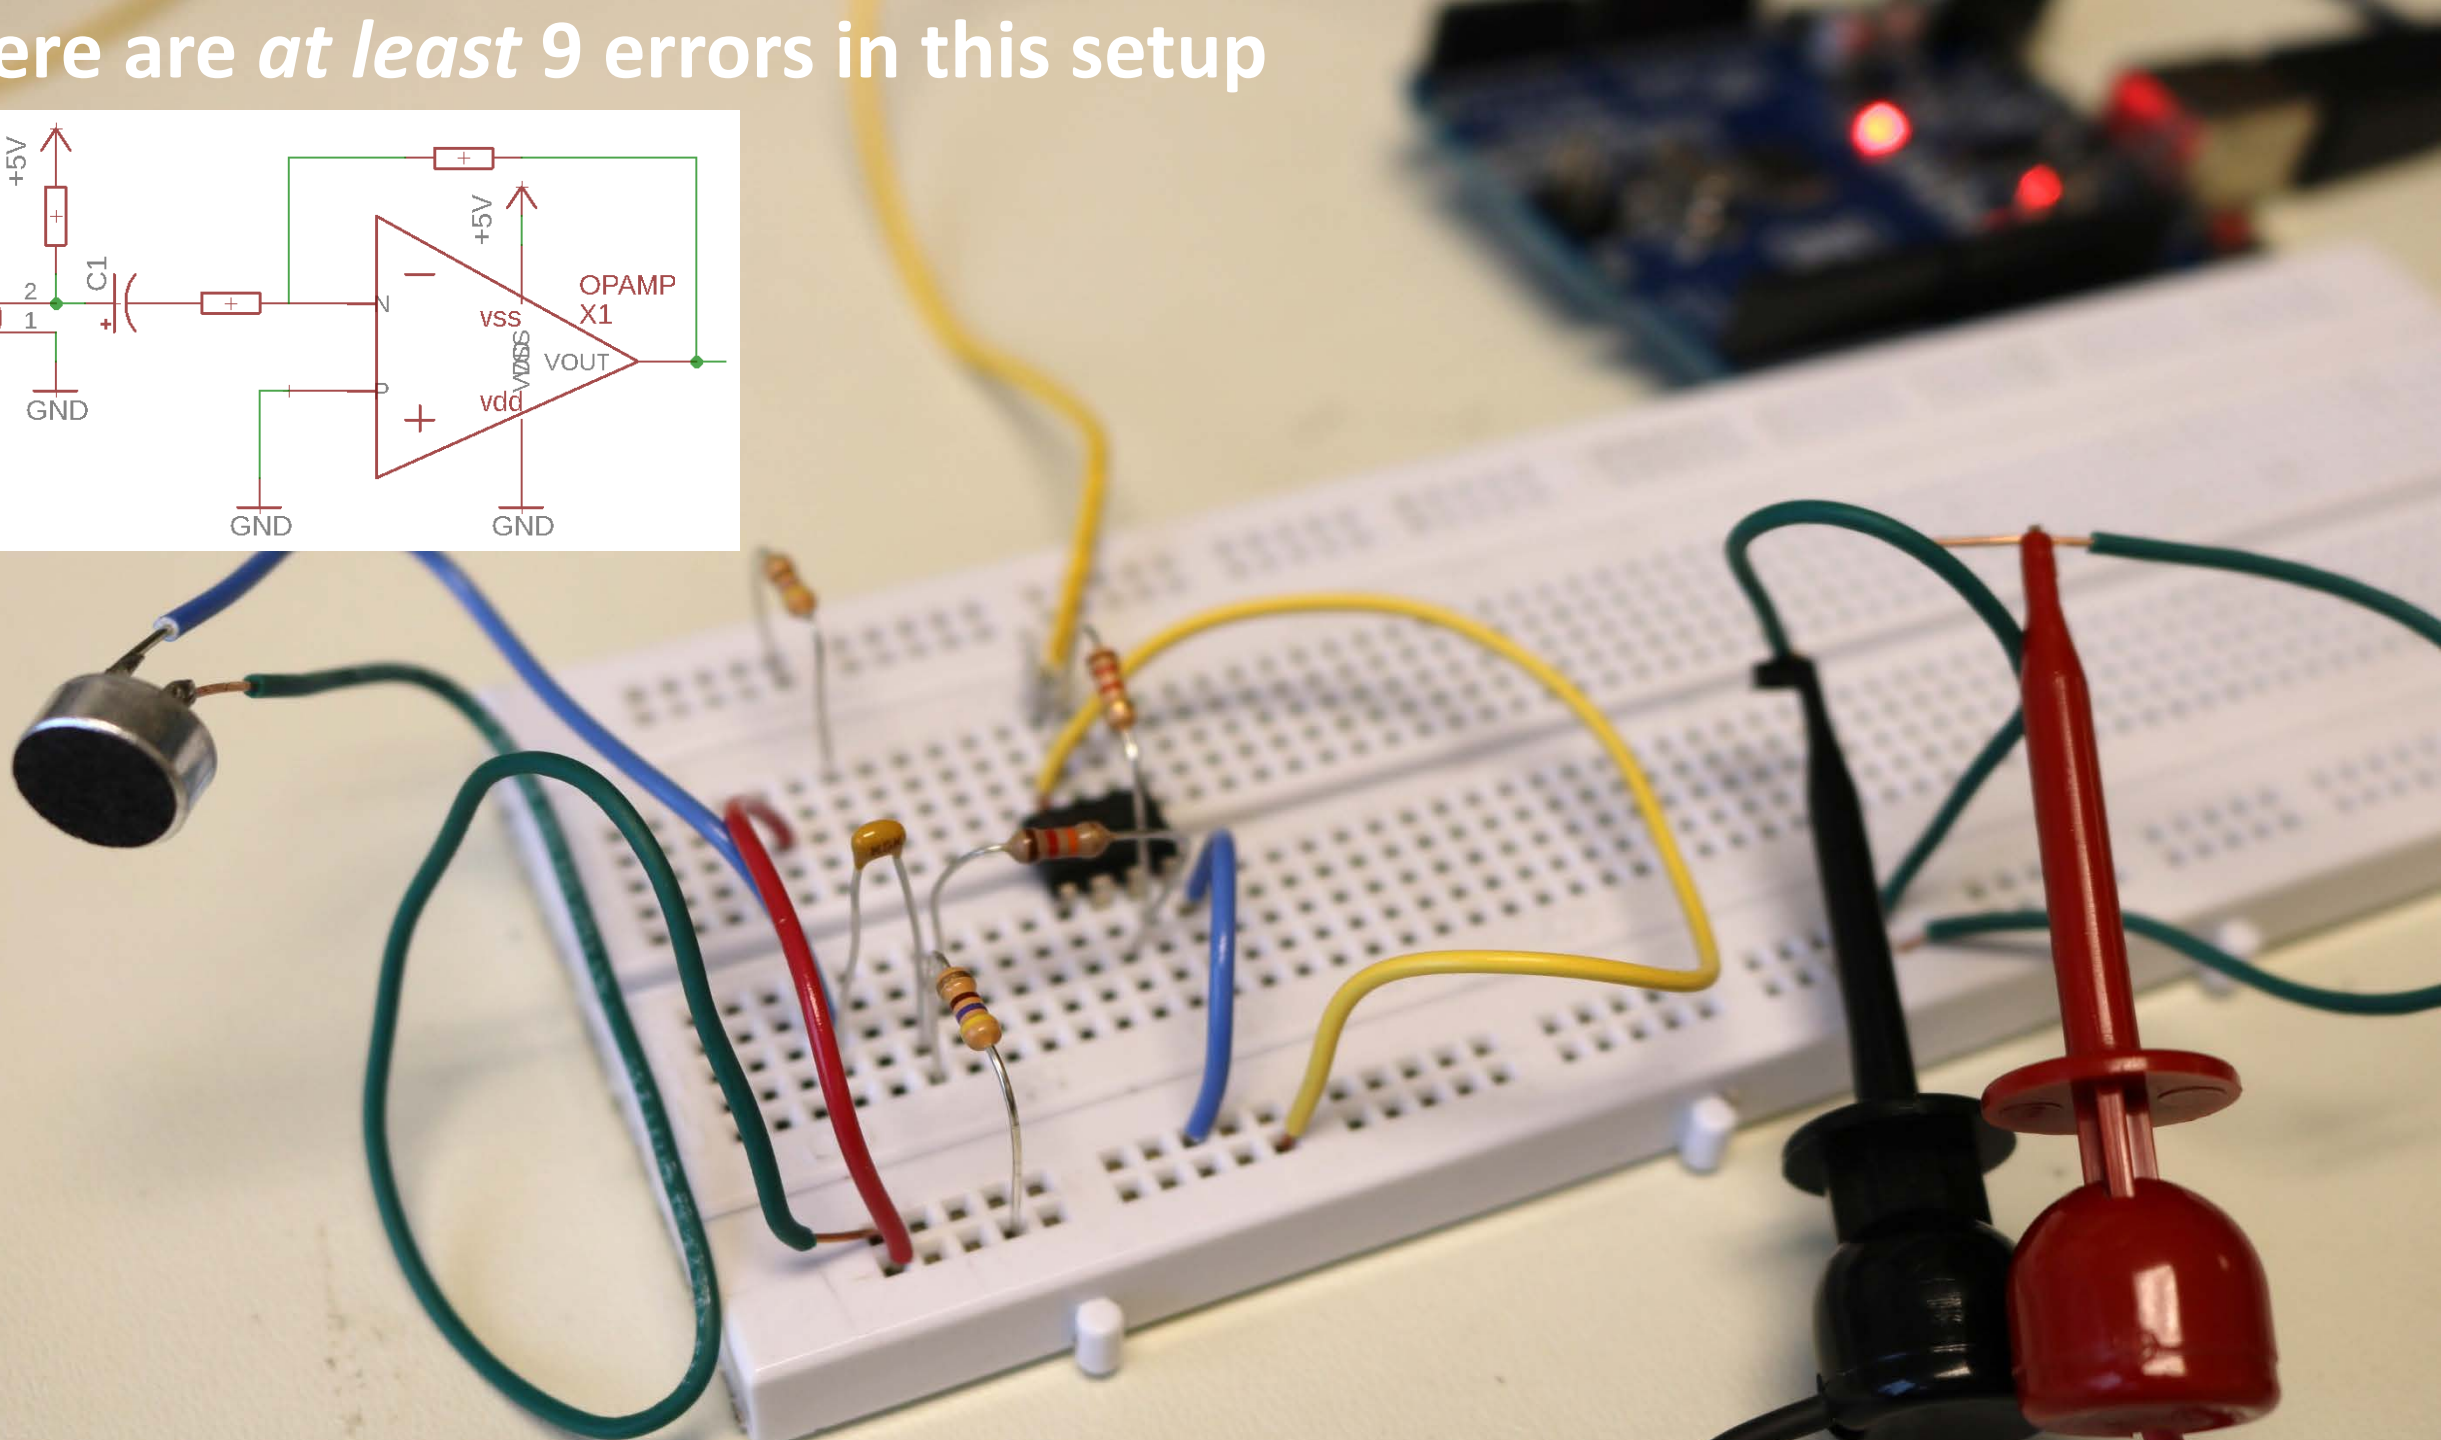 ere are at least 9 errors in this setup
+5V
+5V
OPAMP
X1
C1
2
1
N
vss
VOUT
P
vdd
GND
GND
GND